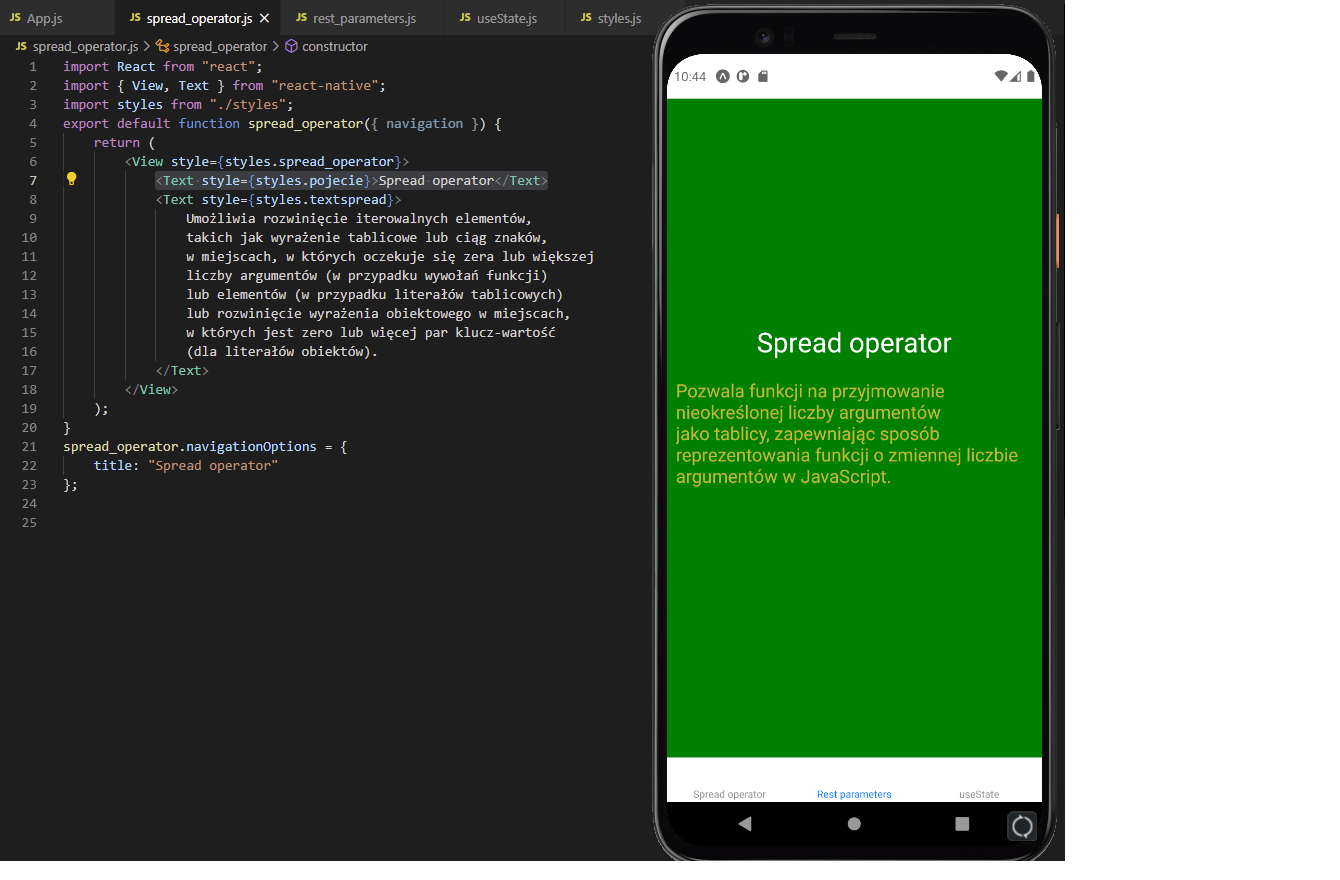 JS App.js
JS spread_operator.js
JS rest_parameters.js
JS useState.js
JS styles.js
JS spread_operator.js > spread_operator > constructor
1 import React from "react";
2 import { View, Text } from "react-native";
3 import styles from "./styles";
4 export default function spread_operator({ navigation }) {
5 return (
6 <View style={styles.spread_operator}>
7 <Text style={styles.pojecie}>Spread operator</Text>
8 <Text style={styles.textspread}>
9 Umożliwia rozwinięcie iterowalnych elementów,
10 takich jak wyrażenie tablicowe lub ciąg znaków,
11 w miejscach, w których oczekuje się zera lub większej
12 liczby argumentów (w przypadku wywołań funkcji)
13 lub elementów (w przypadku literałów tablicowych)
14 lub rozwinięcie wyrażenia obiektowego w miejscach,
15 w których jest zero lub więcej par klucz-wartość
16 (dla literałów obiektów).
17 </Text>
18 </View>
19 );
20 }
21 spread_operator.navigationOptions = {
22 title: "Spread operator"
23 };
24
25
10:44
Spread operator
Pozwala funkcji na przyjmowanie
nieokreślonej liczby argumentów
jako tablicy, zapewniając sposób
reprezentowania funkcji o zmiennej liczbie
argumentów w JavaScript.
Spread operator
Rest parameters
useState